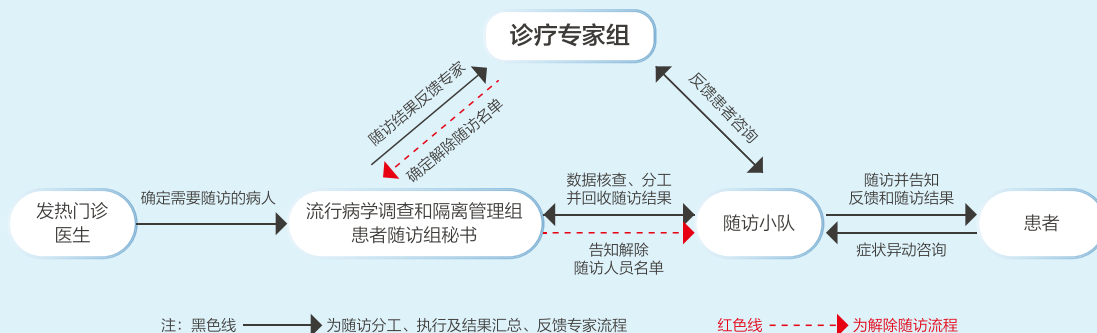 诊疗专家组
随访结果反馈专家
确定解除随访名单
反馈患者咨询
发热门诊
医生
确定需要随访的病人
流行病学调查和隔离管理组
患者随访组秘书
数据核查、分工
并回收随访结果
告知解除
随访人员名单
随访小队
随访并告知
反馈和随访结果
症状异动咨询
患者
注：黑色线 为随访分工、执行及结果汇总、反馈专家流程
红色线 为解除随访流程